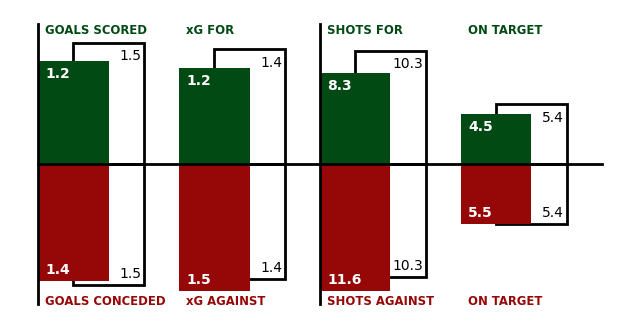 GOALS SCORED xG FOR SHOTS FOR ON TARGET
1.5 1.4 10.3 5.4
1.2 1.2 8.3 4.5
1.4 1.5 11.6 5.5
1.5 1.4 10.3 5.4
GOALS CONCEDED xG AGAINST SHOTS AGAINST ON TARGET